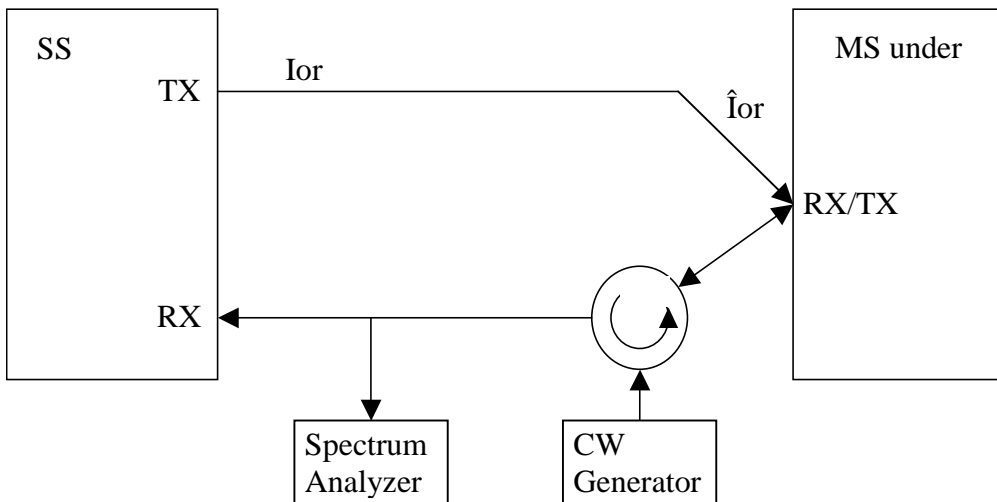 SS
TX
Ior
Îor
MS under
RX/TX
RX
Spectrum
Analyzer
CW
Generator